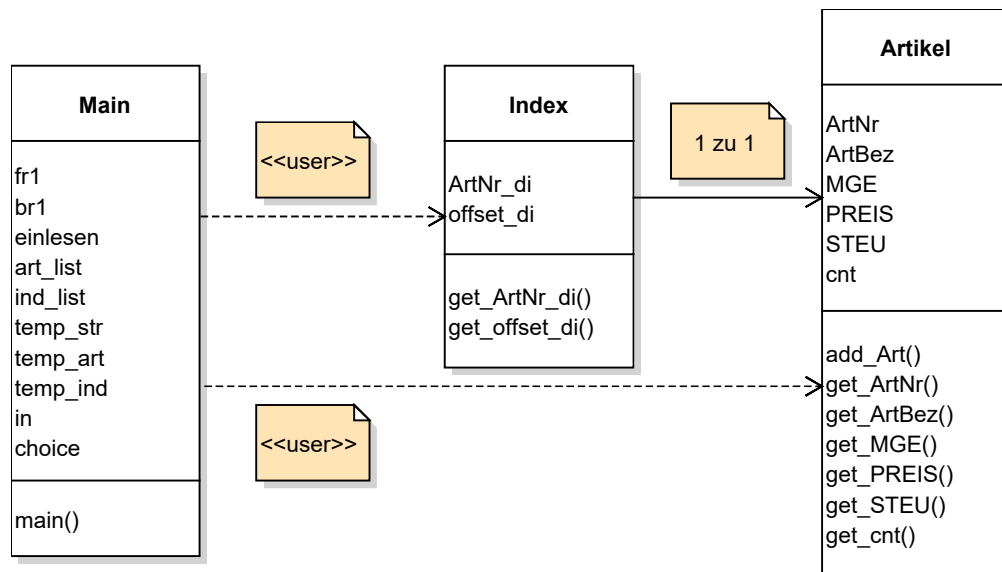 Main
fr1
br1
einlesen
art_list
ind_list
temp_str
temp_art
temp_ind
in
choice
main()
<<user>>
<<user>>
Index
ArtNr_di
offset_di
get_ArtNr_di()
get_offset_di()
1 zu 1
Artikel
ArtNr
ArtBez
MGE
PREIS
STEU
cnt
add_Art()
get_ArtNr()
get_ArtBez()
get_MGE()
get_PREIS()
get_STEU()
get_cnt()